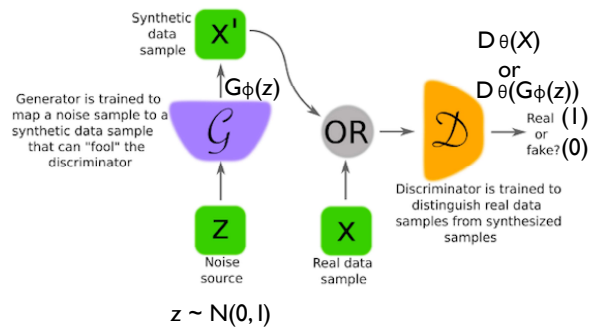 Synthetic
data
sample
X'
Gϕ(z)
Generator is trained to
map a noise sample to a
synthetic data sample
that can "fool" the
discriminator
G
OR
D
Dθ(X)
or
Dθ(Gϕ(z))
Real (1)
or
fake? (0)
Discriminator is trained to
distinguish real data
samples from synthesized
samples
Z
Noise
source
X
Real data
sample
z ~ N(0,1)